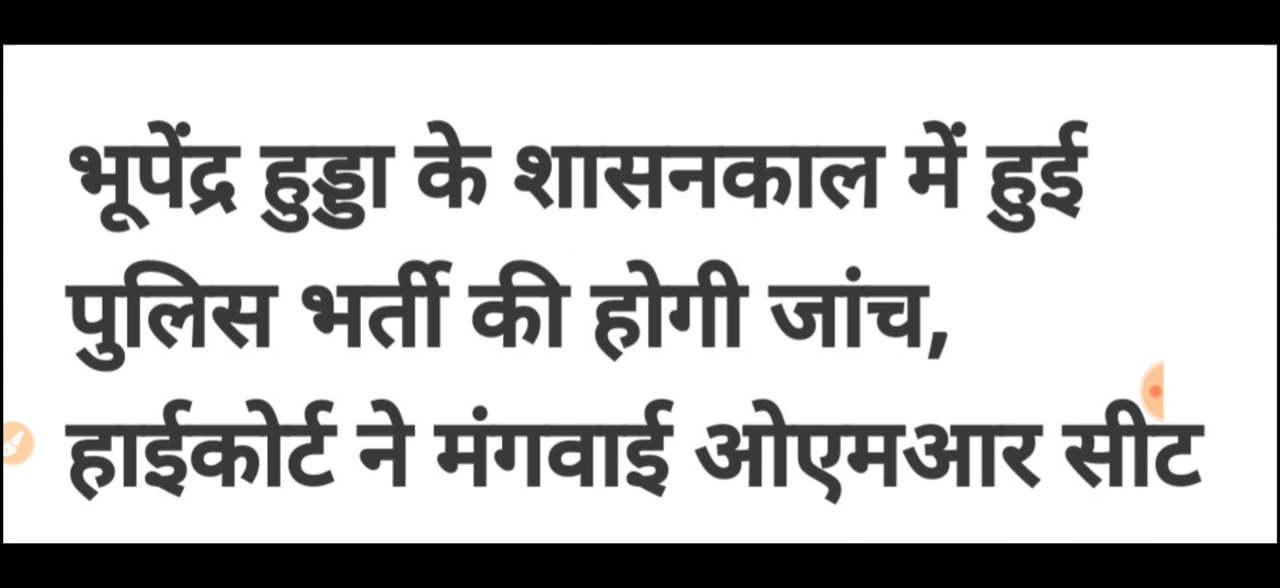 भूपेंद्र हुड्डा के शासनकाल में हुई
पुलिस भर्ती की होगी जांच,
हाईकोर्ट ने मंगवाई ओएमआर सीट